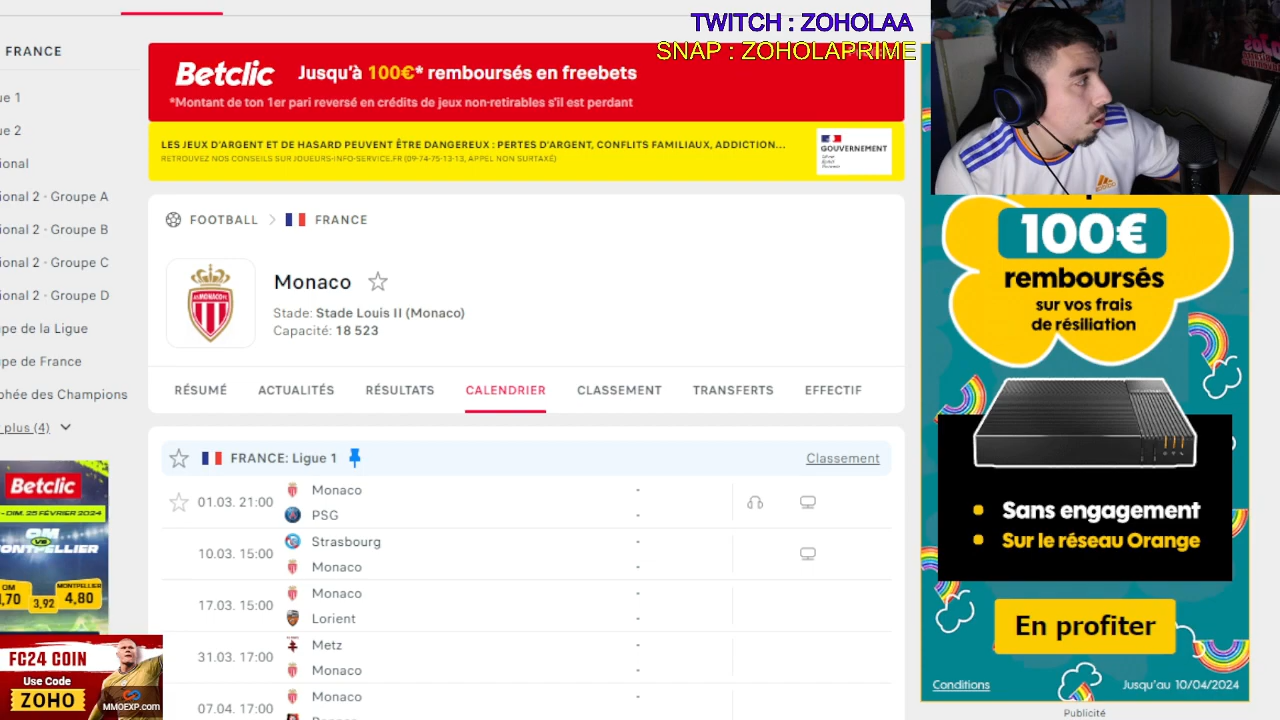 TWITCH : ZOHOLAA
SNAP : ZOHOLAPRIME
FRANCE
ue 1
ue 2
ional
ional 2 - Groupe A
ional 2 - Groupe B
ional 2 - Groupe C
ional 2 - Groupe D
pe de la Ligue
pe de France
phée des Champions
plus (4)
Betclic
Jusqu'à 100€* remboursés en freebets
*Montant de ton 1er pari reversé en crédits de jeux non-retirables s'il est perdant
LES JEUX D'ARGENT ET DE HASARD PEUVENT ÊTRE DANGEREUX : PERTES D'ARGENT, CONFLITS FAMILIAUX, ADDICTION...
RETROUVEZ NOS CONSEILS SUR JOUEURS-INFO-SERVICE.FR (09-74-75-13-13, APPEL NON SURTAXÉ)
GOUVERNEMENT
FOOTBALL
FRANCE
AS MONACO FC
Monaco
Stade: Stade Louis II (Monaco)
Capacité: 18 523
RÉSUMÉ
ACTUALITÉS
RÉSULTATS
CALENDRIER
CLASSEMENT
TRANSFERTS
EFFECTIF
FRANCE: Ligue 1
Classement
01.03. 21:00
Monaco -
PSG -
10.03. 15:00
Strasbourg -
Monaco -
17.03. 15:00
Monaco -
Lorient -
31.03. 17:00
Metz -
Monaco -
07.04. 17:00
Monaco -
Betclic
- DIM. 25 FÉVRIER 2024
OM
VS
ONTPELLIER
OM
,70
3,92
MONTPELLIER
4,80
FC24 COIN
Use Code
ZOHO
MMOEXP.com
100€
remboursés
sur vos frais
de résiliation
Sans engagement
Sur le réseau Orange
En profiter
Conditions
Jusqu'au 10/04/2024
Publicité